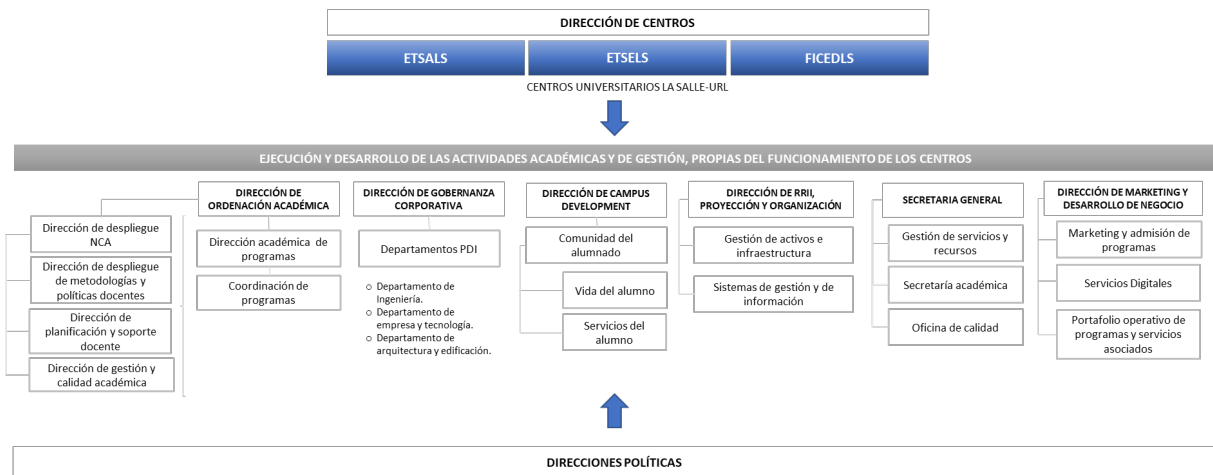 DIRECCIÓN DE CENTROS
ETSALS
ETSELS
FICEDLS
CENTROS UNIVERSITARIOS LA SALLE-URL
EJECUCIÓN Y DESARROLLO DE LAS ACTIVIDADES ACADÉMICAS Y DE GESTIÓN, PROPIAS DEL FUNCIONAMIENTO DE LOS CENTROS
Dirección de despliegue
NCA
Dirección de despliegue
de metodologías y
políticas docentes
Dirección de
planificación y soporte
docente
Dirección de gestión y
calidad académica
DIRECCIÓN DE
ORDENACIÓN ACADÉMICA
Dirección académica de
programas
Coordinación de
programas
DIRECCIÓN DE GOBERNANZA
CORPORATIVA
Departamentos PDI
o Departamento de
Ingeniería.
o Departamento de
empresa y tecnología.
o Departamento de
arquitectura y edificación.
DIRECCIÓN DE CAMPUS
DEVELOPMENT
Comunidad del
alumnado
Vida del alumno
Servicios del
alumno
DIRECCIÓN DE RRII,
PROYECCIÓN Y ORGANIZACIÓN
Gestión de activos e
infraestructura
Sistemas de gestión y de
información
SECRETARIA GENERAL
Gestión de servicios y
recursos
Secretaría académica
Oficina de calidad
DIRECCIÓN DE MARKETING Y
DESARROLLO DE NEGOCIO
Marketing y admisión de
programas
Servicios Digitales
Portafolio operativo de
programas y servicios
asociados
DIRECCIONES POLÍTICAS